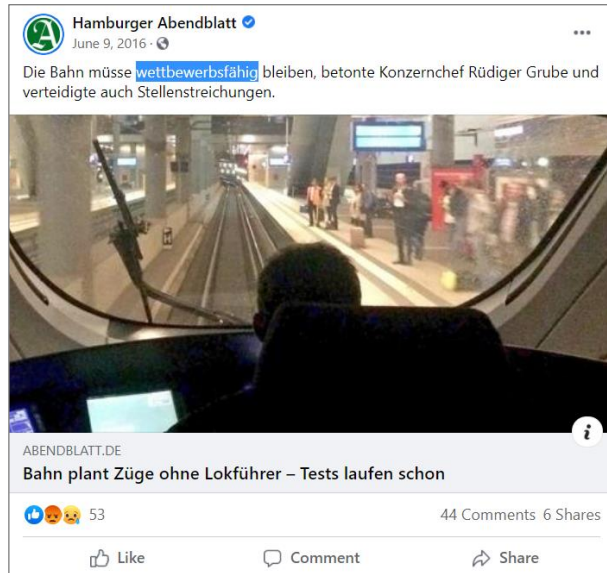 Hamburger Abendblatt
June 9, 2016 ·
Die Bahn müsse wettbewerbsfähig bleiben, betonte Konzernchef Rüdiger Grube und
verteidigte auch Stellenstreichungen.
ABENDBLATT.DE
Bahn plant Züge ohne Lokführer – Tests laufen schon
53
44 Comments 6 Shares
Like Comment Share